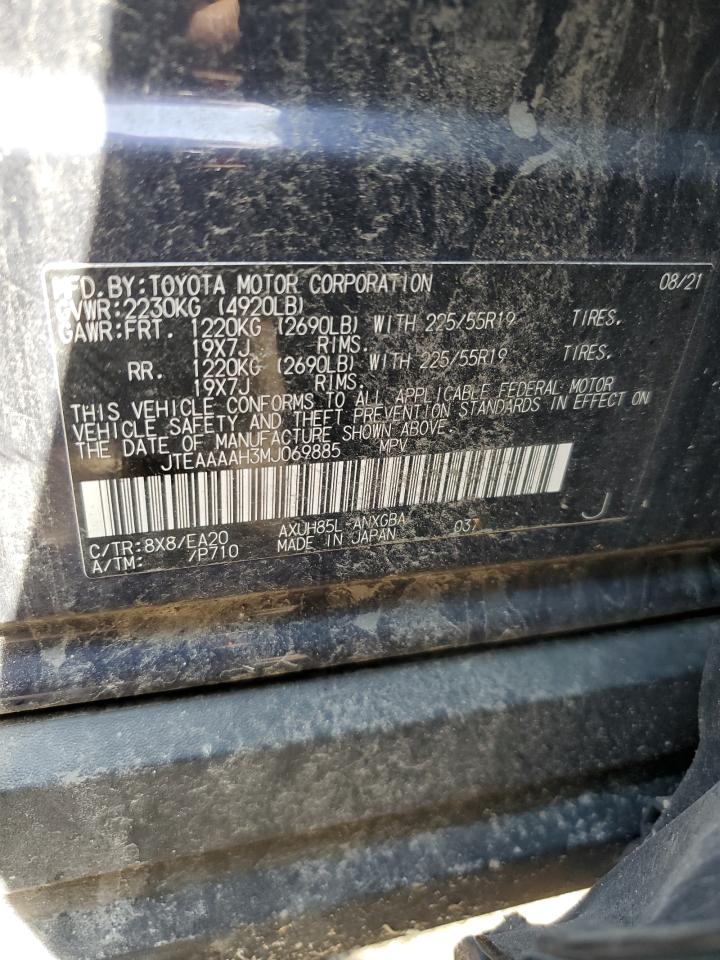 MFD.BY:TOYOTA MOTOR CORPORATION 08/21
GVWR:2230KG (4920LB)
GAWR:FRT. 1220KG (2690LB) WITH 225/55R19 TIRES.
19X7J RIMS.
RR. 1220KG (2690LB) WITH 225/55R19 TIRES.
19X7J RIMS.
THIS VEHICLE CONFORMS TO ALL APPLICABLE FEDERAL MOTOR
VEHICLE SAFETY AND THEFT PREVENTION STANDARDS IN EFFECT ON
THE DATE OF MANUFACTURE SHOWN ABOVE.
JTEAAAAH3MJ069885 MPV
C/TR:8X8/EA20 AXUH85L-ANXGBA 037 J
A/TM: /P710 MADE IN JAPAN